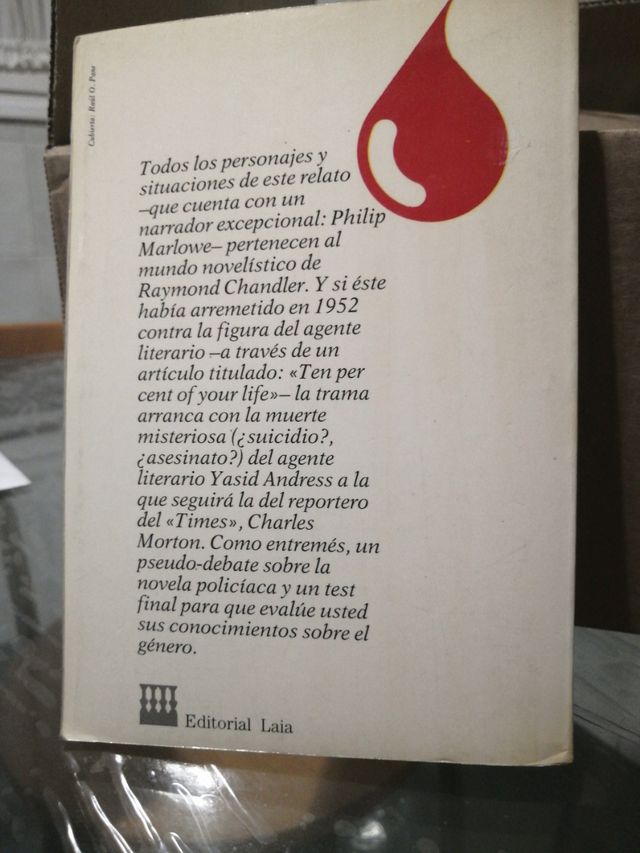 Cubierta: Raúl O. Pane
Todos los personajes y
situaciones de este relato
–que cuenta con un
narrador excepcional: Philip
Marlowe– pertenecen al
mundo novelístico de
Raymond Chandler. Y si éste
había arremetido en 1952
contra la figura del agente
literario –a través de un
artículo titulado: «Ten per
cent of your life»– la trama
arranca con la muerte
misteriosa (¿suicidio?,
¿asesinato?) del agente
literario Yasid Andress a la
que seguirá la del reportero
del «Times», Charles
Morton. Como entremés, un
pseudo-debate sobre la
novela policíaca y un test
final para que evalúe usted
sus conocimientos sobre el
género.
Editorial Laia